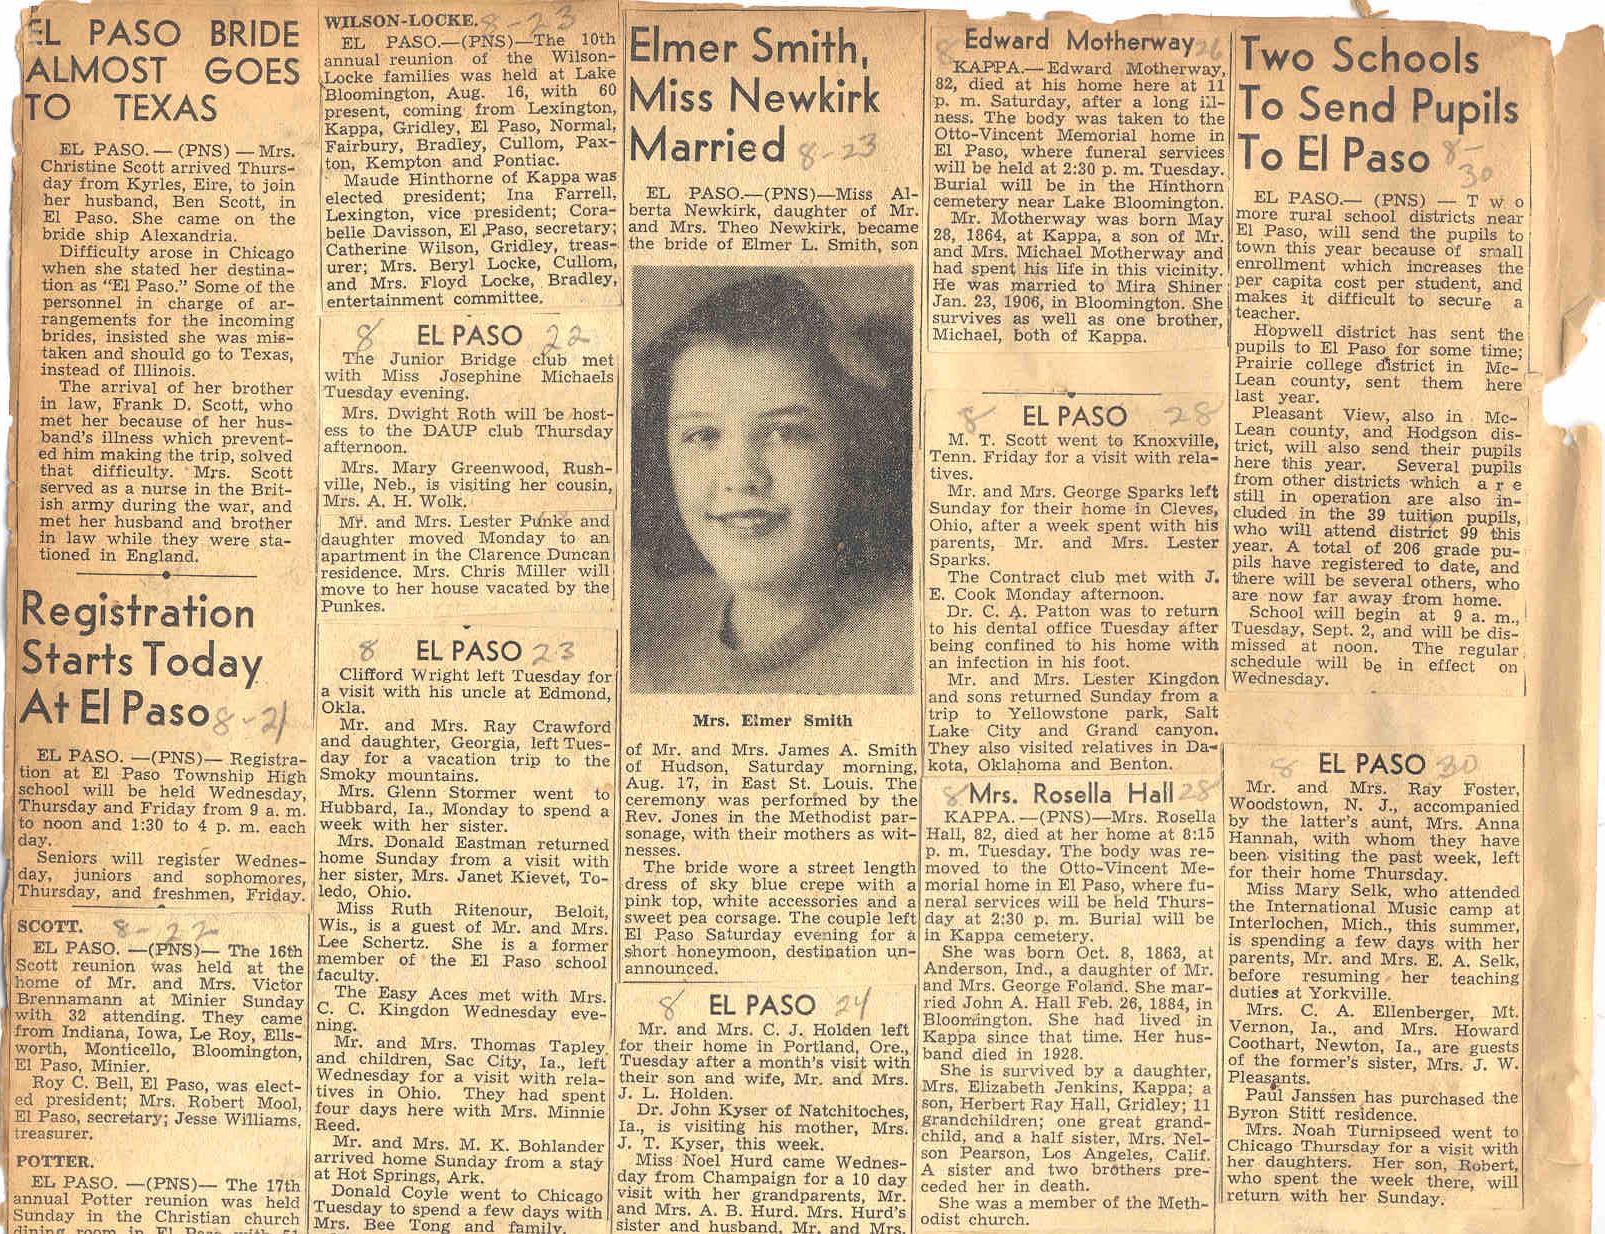 EL PASO BRIDE
ALMOST GOES
TO TEXAS
EL PASO. — (PNS) — Mrs.
Christine Scott arrived Thurs-
day from Kyrles, Eire, to join
her husband, Ben Scott, in
El Paso. She came on the
bride ship Alexandria.
Difficulty arose in Chicago
when she stated her destina-
tion as "El Paso." Some of the
personnel in charge of ar-
rangements for the incoming
brides, insisted she was mis-
taken and should go to Texas,
instead of Illinois.
The arrival of her brother
in law, Frank D. Scott, who
met her because of her hus-
band's illness which prevent-
ed him making the trip, solved
that difficulty. Mrs. Scott
served as a nurse in the Brit-
ish army during the war, and
met her husband and brother
in law while they were sta-
tioned in England.
Registration
Starts Today
At El Paso 8-21
EL PASO. —(PNS)— Registra-
tion at El Paso Township High
school will be held Wednesday,
Thursday and Friday from 9 a. m.
to noon and 1:30 to 4 p. m. each
day.
Seniors will register Wednes-
day, juniors and sophomores,
Thursday, and freshmen, Friday.
SCOTT. 8-22
EL PASO. —(PNS)— The 16th
Scott reunion was held at the
home of Mr. and Mrs. Victor
Brennamann at Minier Sunday
with 32 attending. They came
from Indiana, Iowa, Le Roy, Ells-
worth, Monticello, Bloomington,
El Paso, Minier.
Roy C. Bell, El Paso, was elect-
ed president; Mrs. Robert Mool,
El Paso, secretary; Jesse Williams,
treasurer.
POTTER.
EL PASO. —(PNS)— The 17th
annual Potter reunion was held
Sunday in the Christian church
dining room in El Paso with 51
WILSON-LOCKE. 8-23
EL PASO.—(PNS)—The 10th
annual reunion of the Wilson-
Locke families was held at Lake
Bloomington, Aug. 16, with 60
present, coming from Lexington,
Kappa, Gridley, El Paso, Normal,
Fairbury, Bradley, Cullom, Pax-
ton, Kempton and Pontiac.
Maude Hinthorne of Kappa was
elected president; Ina Farrell,
Lexington, vice president; Cora-
belle Davisson, El Paso, secretary;
Catherine Wilson, Gridley, treas-
urer; Mrs. Beryl Locke, Cullom,
and Mrs. Floyd Locke, Bradley,
entertainment committee.
8 EL PASO 22
The Junior Bridge club met
with Miss Josephine Michaels
Tuesday evening.
Mrs. Dwight Roth will be host-
ess to the DAUP club Thursday
afternoon.
Mrs. Mary Greenwood, Rush-
ville, Neb., is visiting her cousin,
Mrs. A. H. Wolk.
Mr. and Mrs. Lester Punke and
daughter moved Monday to an
apartment in the Clarence Duncan
residence. Mrs. Chris Miller will
move to her house vacated by the
Punkes.
8 EL PASO 23
Clifford Wright left Tuesday for
a visit with his uncle at Edmond,
Okla.
Mr. and Mrs. Ray Crawford
and daughter, Georgia, left Tues-
day for a vacation trip to the
Smoky mountains.
Mrs. Glenn Stormer went to
Hubbard, Ia., Monday to spend a
week with her sister.
Mrs. Donald Eastman returned
home Sunday from a visit with
her sister, Mrs. Janet Kievet, To-
ledo, Ohio.
Miss Ruth Ritenour, Beloit,
Wis., is a guest of Mr. and Mrs.
Lee Schertz. She is a former
member of the El Paso school
faculty.
The Easy Aces met with Mrs.
C. C. Kingdon Wednesday eve-
ning.
Mr. and Mrs. Thomas Tapley
and children, Sac City, Ia., left
Wednesday for a visit with rela-
tives in Ohio. They had spent
four days here with Mrs. Minnie
Reed.
Mr. and Mrs. M. K. Bohlander
arrived home Sunday from a stay
at Hot Springs, Ark.
Donald Coyle went to Chicago
Tuesday to spend a few days with
Mrs. Bee Tong and family.
Elmer Smith,
Miss Newkirk
Married 8-23
EL PASO.—(PNS)—Miss Al-
berta Newkirk, daughter of Mr.
and Mrs. Theo Newkirk, became
the bride of Elmer L. Smith, son
Mrs. Elmer Smith
of Mr. and Mrs. James A. Smith
of Hudson, Saturday morning,
Aug. 17, in East St. Louis. The
ceremony was performed by the
Rev. Jones in the Methodist par-
sonage, with their mothers as wit-
nesses.
The bride wore a street length
dress of sky blue crepe with a
pink top, white accessories and a
sweet pea corsage. The couple left
El Paso Saturday evening for a
short honeymoon, destination un-
announced.
8 EL PASO 24
Mr. and Mrs. C. J. Holden left
for their home in Portland, Ore.,
Tuesday after a month's visit with
their son and wife, Mr. and Mrs.
J. L. Holden.
Dr. John Kyser of Natchitoches,
Ia., is visiting his mother, Mrs.
J. T. Kyser, this week.
Miss Noel Hurd came Wednes-
day from Champaign for a 10 day
visit with her grandparents, Mr.
and Mrs. A. B. Hurd. Mrs. Hurd's
sister and husband, Mr. and Mrs.
8 Edward Motherway 26
KAPPA.—Edward Motherway,
82, died at his home here at 11
p. m. Saturday, after a long ill-
ness. The body was taken to the
Otto-Vincent Memorial home in
El Paso, where funeral services
will be held at 2:30 p. m. Tuesday.
Burial will be in the Hinthorn
cemetery near Lake Bloomington.
Mr. Motherway was born May
28, 1864, at Kappa, a son of Mr.
and Mrs. Michael Motherway and
had spent his life in this vicinity.
He was married to Mira Shiner
Jan. 23, 1906, in Bloomington. She
survives as well as one brother,
Michael, both of Kappa.
8 EL PASO 28
M. T. Scott went to Knoxville,
Tenn. Friday for a visit with rela-
tives.
Mr. and Mrs. George Sparks left
Sunday for their home in Cleves,
Ohio, after a week spent with his
parents, Mr. and Mrs. Lester
Sparks.
The Contract club met with J.
E. Cook Monday afternoon.
Dr. C. A. Patton was to return
to his dental office Tuesday after
being confined to his home with
an infection in his foot.
Mr. and Mrs. Lester Kingdon
and sons returned Sunday from a
trip to Yellowstone park, Salt
Lake City and Grand canyon.
They also visited relatives in Da-
kota, Oklahoma and Benton.
8 Mrs. Rosella Hall 28
KAPPA. —(PNS)—Mrs. Rosella
Hall, 82, died at her home at 8:15
p. m. Tuesday. The body was re-
moved to the Otto-Vincent Me-
morial home in El Paso, where fu-
neral services will be held Thurs-
day at 2:30 p. m. Burial will be
in Kappa cemetery.
She was born Oct. 8, 1863, at
Anderson, Ind., a daughter of Mr.
and Mrs. George Foland. She mar-
ried John A. Hall Feb. 26, 1884, in
Bloomington. She had lived in
Kappa since that time. Her hus-
band died in 1928.
She is survived by a daughter,
Mrs. Elizabeth Jenkins, Kappa; a
son, Herbert Ray Hall, Gridley; 11
grandchildren; one great grand-
child, and a half sister, Mrs. Nel-
son Pearson, Los Angeles, Calif.
A sister and two brothers pre-
ceded her in death.
She was a member of the Meth-
odist church.
Two Schools
To Send Pupils
To El Paso 8-
30
EL PASO.— (PNS) — Two
more rural school districts near
El Paso, will send the pupils to
town this year because of small
enrollment which increases the
per capita cost per student, and
makes it difficult to secure a
teacher.
Hopwell district has sent the
pupils to El Paso for some time;
Prairie college district in Mc-
Lean county, sent them here
last year.
Pleasant View, also in Mc-
Lean county, and Hodgson dis-
trict, will also send their pupils
here this year. Several pupils
from other districts which are
still in operation are also in-
cluded in the 39 tuition pupils,
who will attend district 99 this
year. A total of 206 grade pu-
pils have registered to date, and
there will be several others, who
are now far away from home.
School will begin at 9 a. m.,
Tuesday, Sept. 2, and will be dis-
missed at noon. The regular
schedule will be in effect on
Wednesday.
8 EL PASO 30
Mr. and Mrs. Ray Foster,
Woodstown, N. J., accompanied
by the latter's aunt, Mrs. Anna
Hannah, with whom they have
been visiting the past week, left
for their home Thursday.
Miss Mary Selk, who attended
the International Music camp at
Interlochen, Mich., this summer,
is spending a few days with her
parents, Mr. and Mrs. E. A. Selk,
before resuming her teaching
duties at Yorkville.
Mrs. C. A. Ellenberger, Mt.
Vernon, Ia., and Mrs. Howard
Coothart, Newton, Ia., are guests
of the former's sister, Mrs. J. W.
Pleasants.
Paul Janssen has purchased the
Byron Stitt residence.
Mrs. Noah Turnipseed went to
Chicago Thursday for a visit with
her daughters. Her son, Robert,
who spent the week there, will
return with her Sunday.